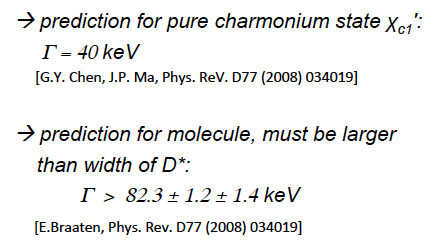 → prediction for pure charmonium state χc1':
Γ = 40 keV
[G.Y. Chen, J.P. Ma, Phys. ReV. D77 (2008) 034019]
→ prediction for molecule, must be larger
than width of D*:
Γ > 82.3 ± 1.2 ± 1.4 keV
[E.Braaten, Phys. Rev. D77 (2008) 034019]